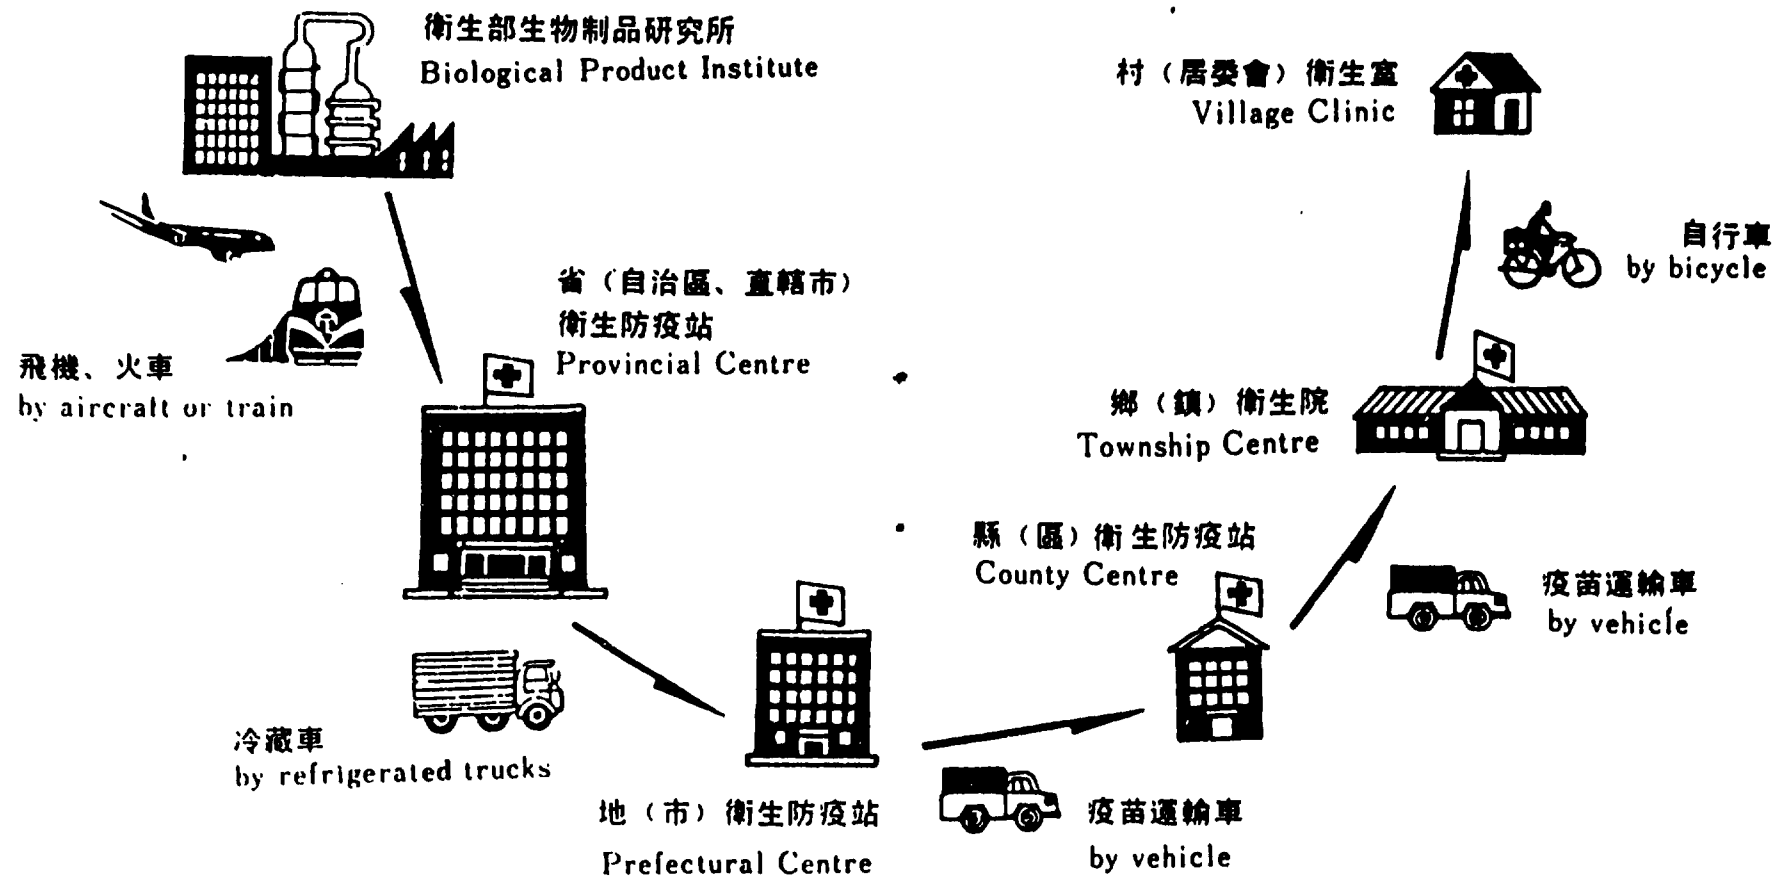 衛生部生物制品研究所
Biological Product Institute
飛機、火車
by aircraft or train
省（自治區、直轄市）
衛生防疫站
Provincial Centre
冷藏車
by refrigerated trucks
地（市）衛生防疫站
Prefectural Centre
疫苗運輸車
by vehicle
縣（區）衛生防疫站
County Centre
疫苗運輸車
by vehicle
鄉（鎮）衛生院
Township Centre
自行車
by bicycle
村（居委會）衛生室
Village Clinic